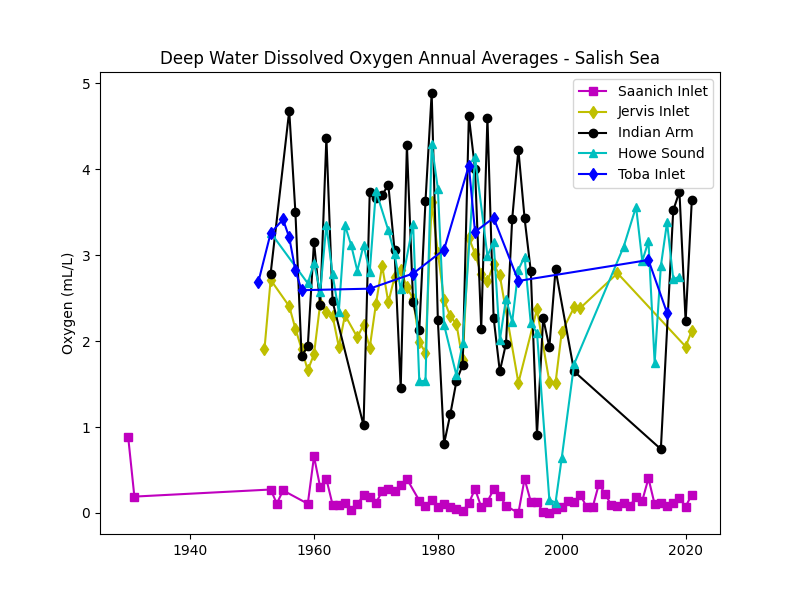 Deep Water Dissolved Oxygen Annual Averages - Salish Sea
Saanich Inlet
Jervis Inlet
Indian Arm
Howe Sound
Toba Inlet
Oxygen (mL/L)
5
4
3
2
1
0
1940
1960
1980
2000
2020